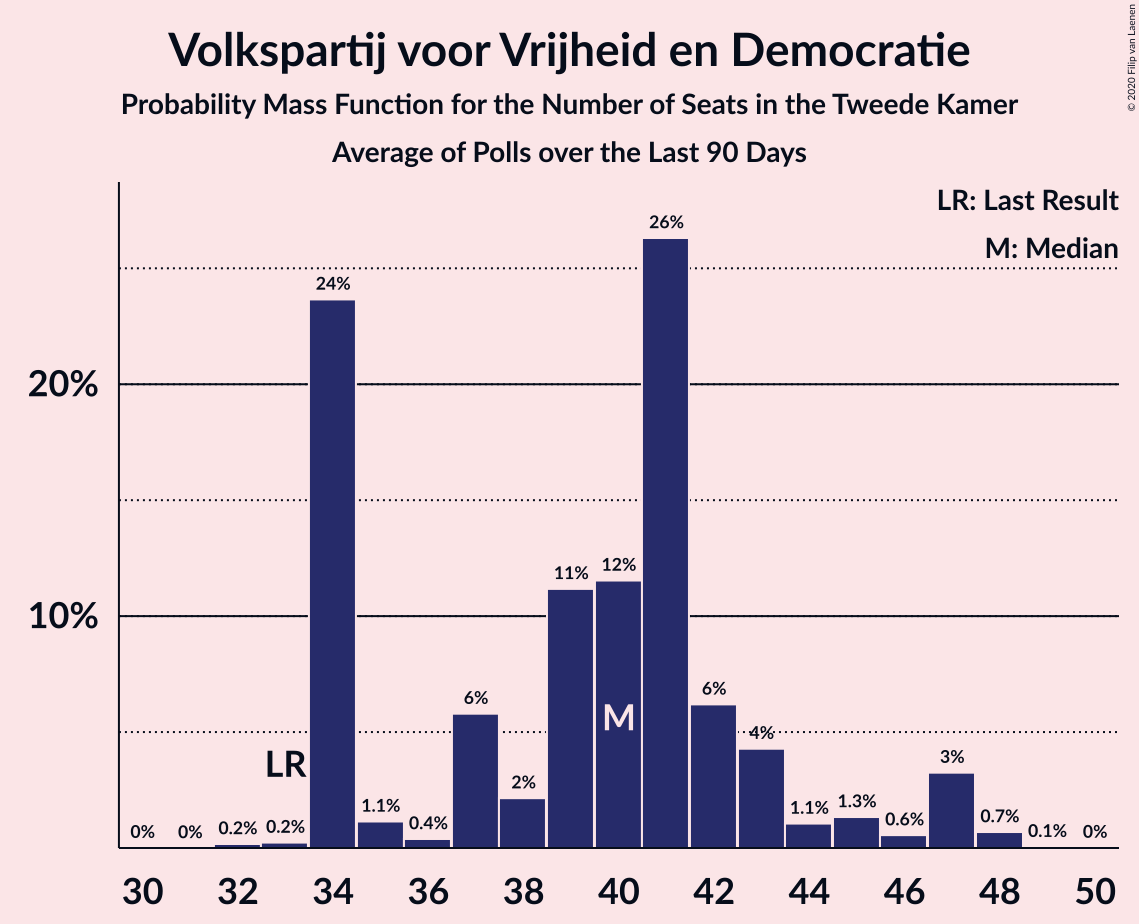 Volkspartij voor Vrijheid en Democratie
Probability Mass Function for the Number of Seats in the Tweede Kamer
Average of Polls over the Last 90 Days
© 2020 Filip van Laenen
LR: Last Result
M: Median
20%
10%
0%
0%
0.2%
0.2%
LR
24%
1.1%
0.4%
6%
2%
11%
12%
M
26%
6%
4%
1.1%
1.3%
0.6%
3%
0.7%
0.1%
0%
30 32 34 36 38 40 42 44 46 48 50